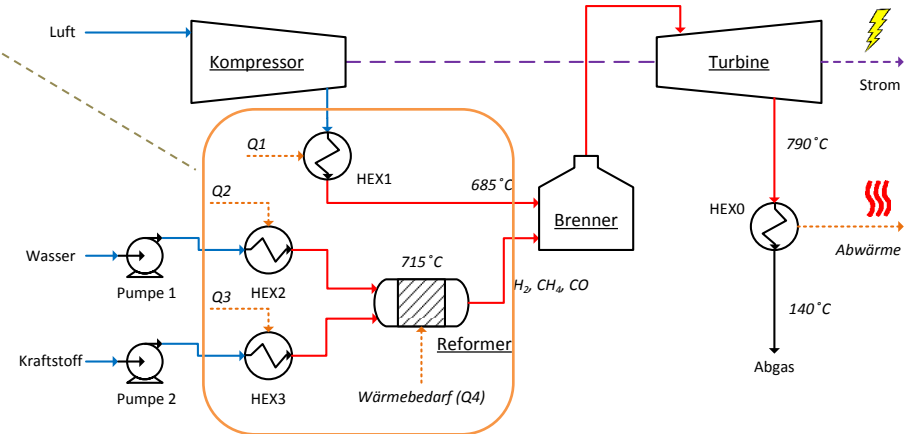 Luft
Kompressor
Turbine
Strom
Q1
HEX1
685°C
790°C
Q2
HEX0
Brenner
Abwärme
Wasser
715°C
Pumpe 1
HEX2
H2, CH4, CO
Q3
140°C
Reformer
Kraftstoff
Abgas
Pumpe 2
HEX3
Wärmebedarf (Q4)